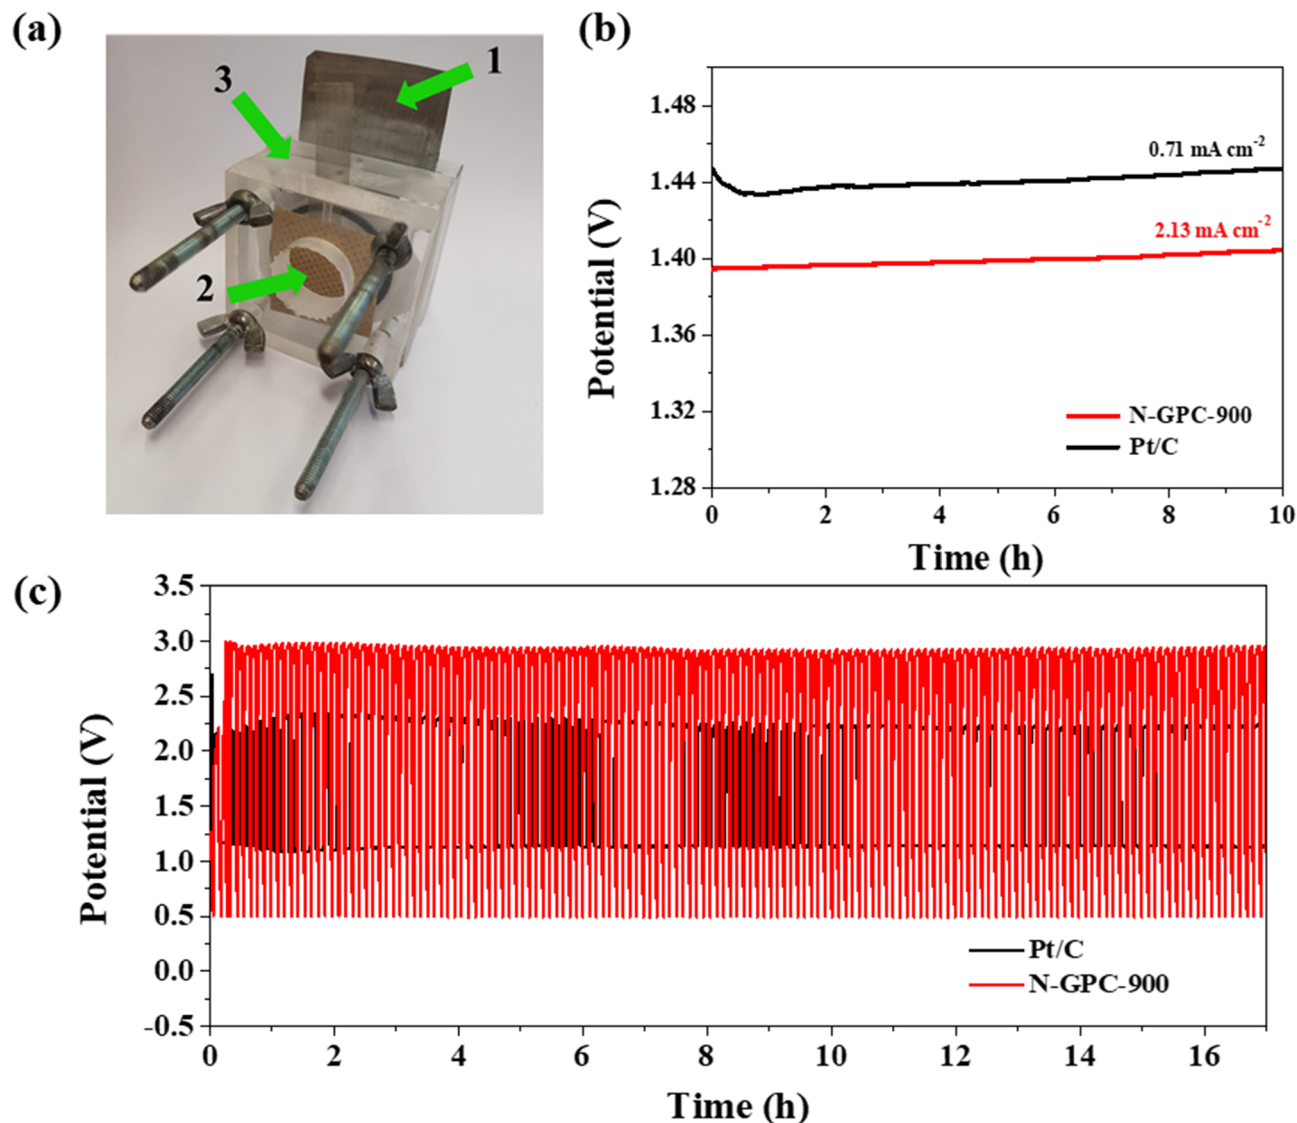 (a)
1
3
2
(b)
1.48
1.44
1.40
1.36
1.32
1.28
Potential (V)
0.71 mA cm-2
2.13 mA cm-2
N-GPC-900
Pt/C
0 2 4 6 8 10
Time (h)
(c)
3.5
3.0
2.5
2.0
1.5
1.0
0.5
0.0
-0.5
Potential (V)
Pt/C
N-GPC-900
0 2 4 6 8 10 12 14 16
Time (h)